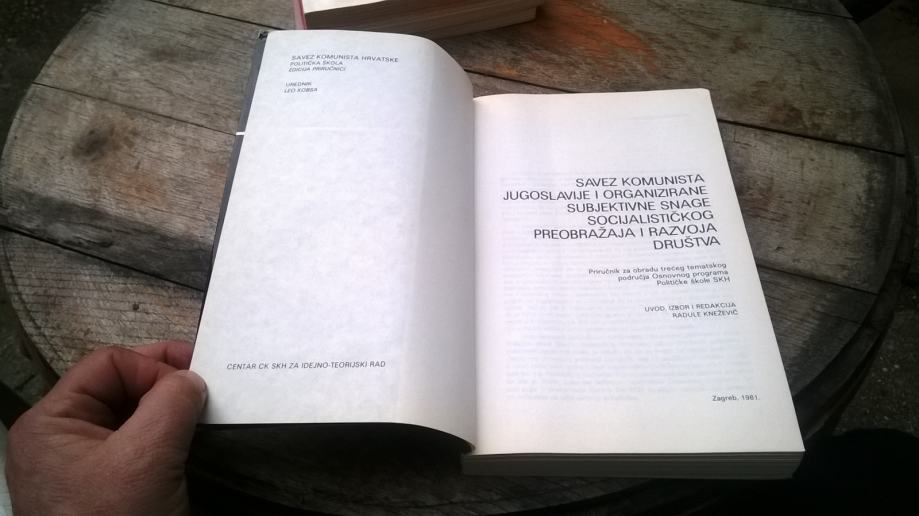 SAVEZ KOMUNISTA HRVATSKE
POLITIČKA ŠKOLA
EDICIJA PRIRUČNICI
UREDNIK
LEO KOBSA
CENTAR CK SKH ZA IDEJNO-TEORIJSKI RAD
SAVEZ KOMUNISTA
JUGOSLAVIJE I ORGANIZIRANE
SUBJEKTIVNE SNAGE
SOCIJALISTIČKOG
PREOBRAŽAJA I RAZVOJA
DRUŠTVA
Priručnik za obradu trećeg tematskog
područja Osnovnog programa
Političke škole SKH
UVOD, IZBOR I REDAKCIJA
RADULE KNEŽEVIĆ
Zagreb, 1981.